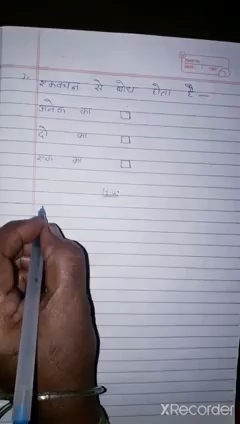 एकवचन से बोध होता है —
अनेक का
दो का
एक का
XRecorder